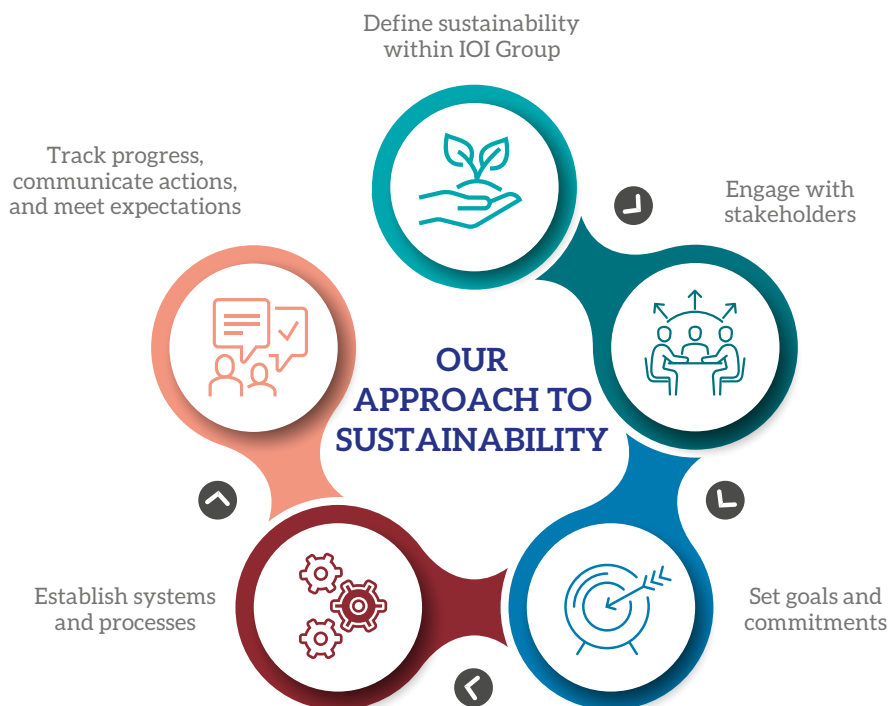 Define sustainability
within IOI Group
Engage with
stakeholders
Set goals and
commitments
Establish systems
and processes
Track progress,
communicate actions,
and meet expectations
OUR
APPROACH TO
SUSTAINABILITY